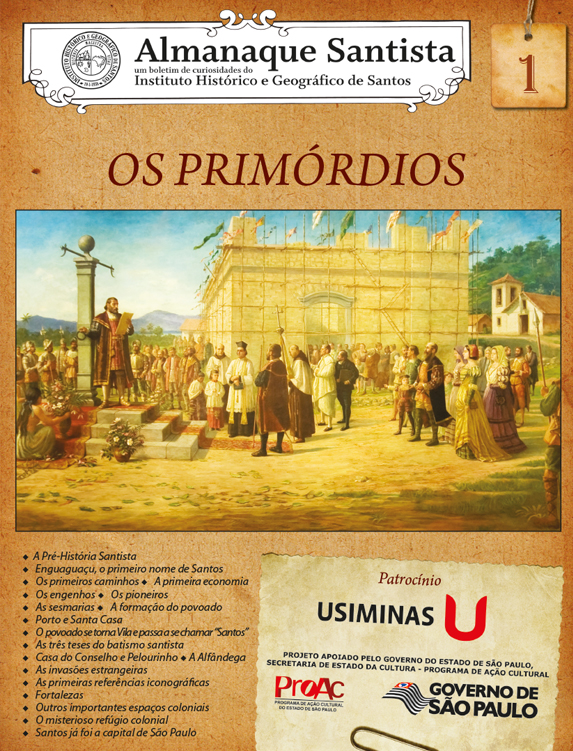 Almanaque Santista
um boletim de curiosidades do
Instituto Histórico e Geográfico de Santos
1
OS PRIMÓRDIOS
A Pré-História Santista
Enguaguaçu, o primeiro nome de Santos
Os primeiros caminhos ◆ A primeira economia
Os engenhos ◆ Os pioneiros
As sesmarias ◆ A formação do povoado
Porto e Santa Casa
O povoado se torna Vila e passa a se chamar "Santos"
As três teses do batismo santista
Casa do Conselho e Pelourinho ◆ A Alfândega
As invasões estrangeiras
As primeiras referências iconográficas
Fortalezas
Outros importantes espaços coloniais
O misterioso refúgio colonial
Santos já foi a capital de São Paulo
Patrocínio
USIMINAS
PROJETO APOIADO PELO GOVERNO DO ESTADO DE SÃO PAULO,
SECRETARIA DE ESTADO DA CULTURA - PROGRAMA DE AÇÃO CULTURAL
ProAc
PROGRAMA DE AÇÃO CULTURAL
DO ESTADO DE SÃO PAULO
GOVERNO DE
SÃO PAULO